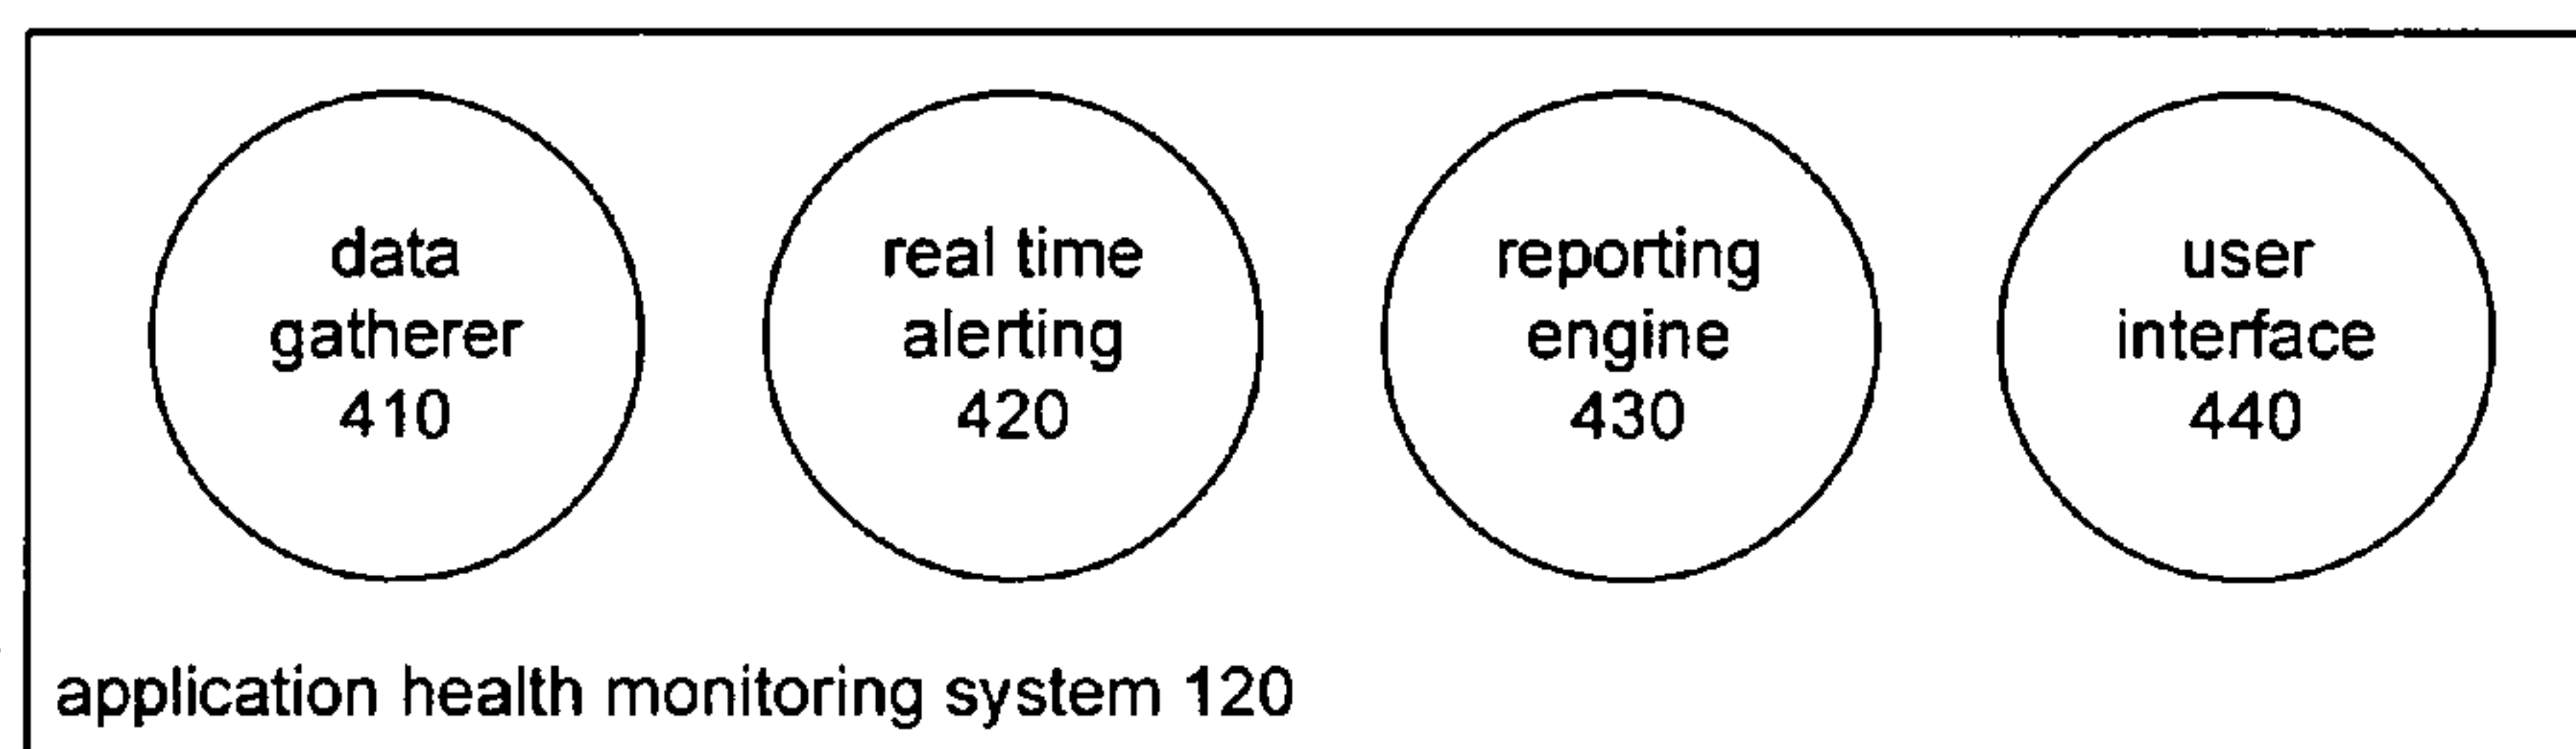 data
gatherer
410
real time
alerting
420
reporting
engine
430
user
interface
440
application health monitoring system 120